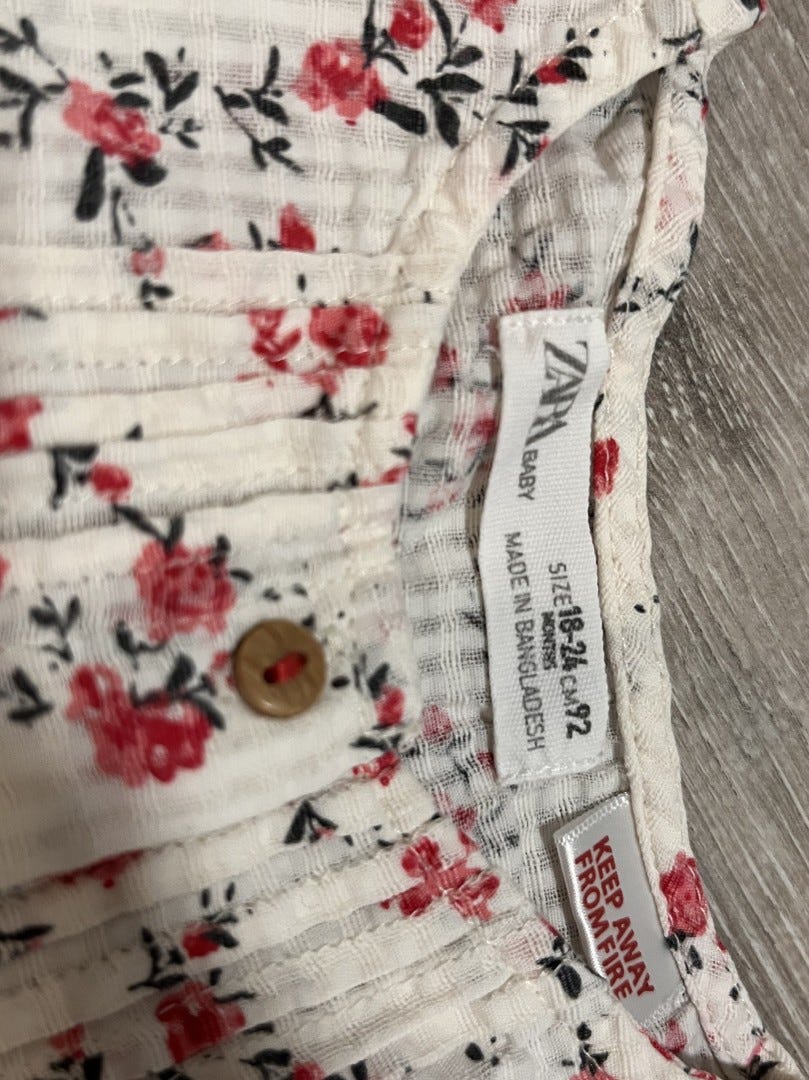 ZARA
BABY
SIZE 18-24 CM 92
MONTHS
MADE IN BANGLADESH
KEEP AWAY
FROM FIRE